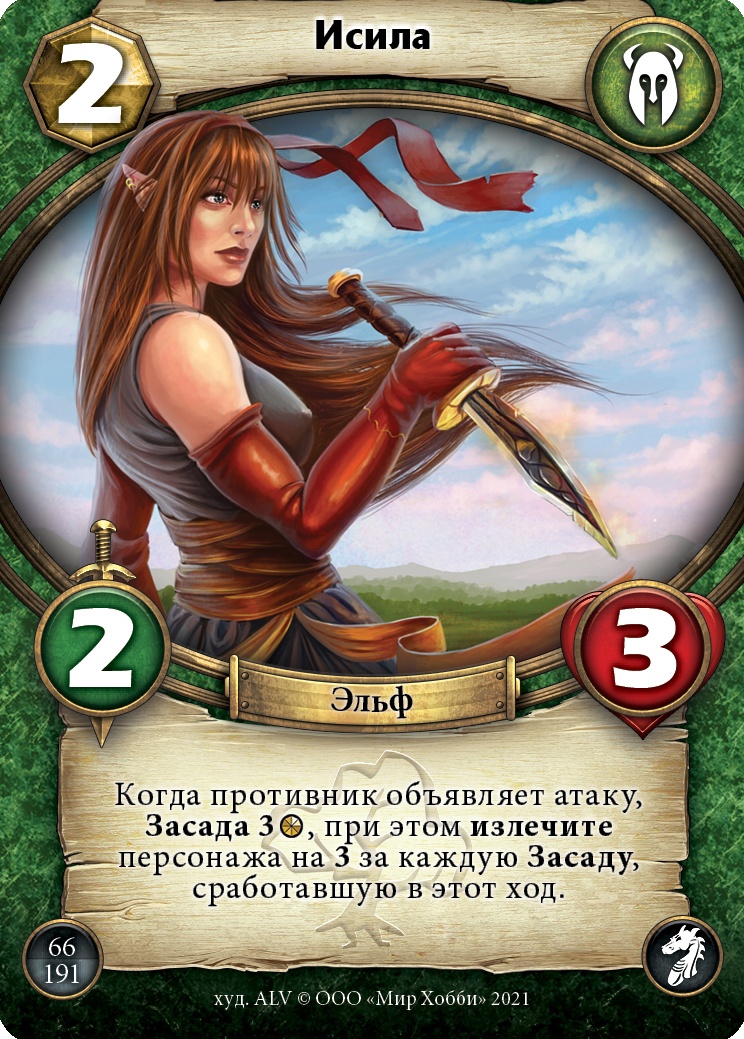 Исила
2
2
3
Эльф
Когда противник объявляет атаку,
Засада 3, при этом излечите
персонажа на 3 за каждую Засаду,
сработавшую в этот ход.
66
191
худ. ALV © ООО «Мир Хобби» 2021